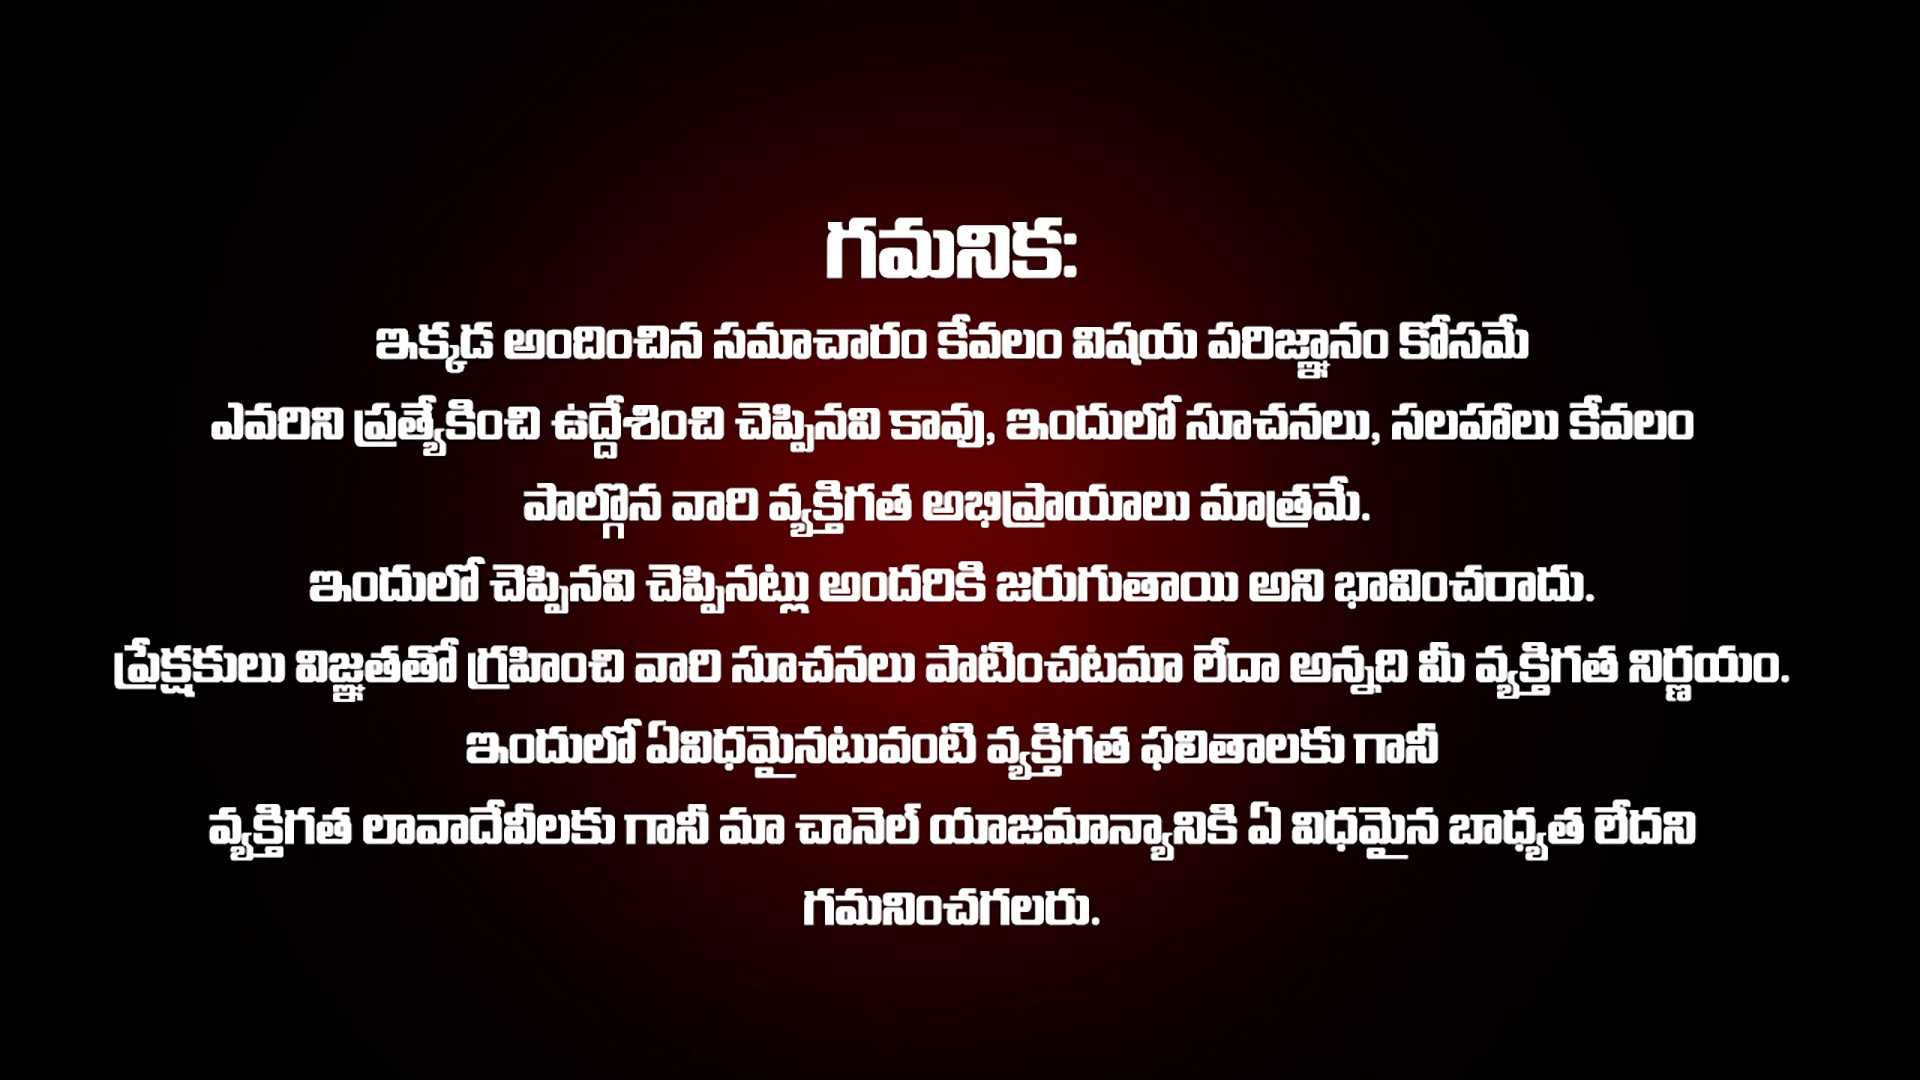 గమనిక:
ఇక్కడ అందించిన సమాచారం కేవలం విషయ పరిజ్ఞానం కోసమే
ఎవరిని ప్రత్యేకించి ఉద్దేశించి చెప్పినవి కావు, ఇందులో సూచనలు, సలహాలు కేవలం
పాల్గొన వారి వ్యక్తిగత అభిప్రాయాలు మాత్రమే.
ఇందులో చెప్పినవి చెప్పినట్లు అందరికి జరుగుతాయి అని భావించరాదు.
ప్రేక్షకులు విజ్ఞతతో గ్రహించి వారి సూచనలు పాటించటమా లేదా అన్నది మీ వ్యక్తిగత నిర్ణయం.
ఇందులో ఏవిధమైనటువంటి వ్యక్తిగత ఫలితాలకు గానీ
వ్యక్తిగత లావాదేవీలకు గానీ మా చానెల్ యాజమాన్యానికి ఏ విధమైన బాధ్యత లేదని
గమనించగలరు.